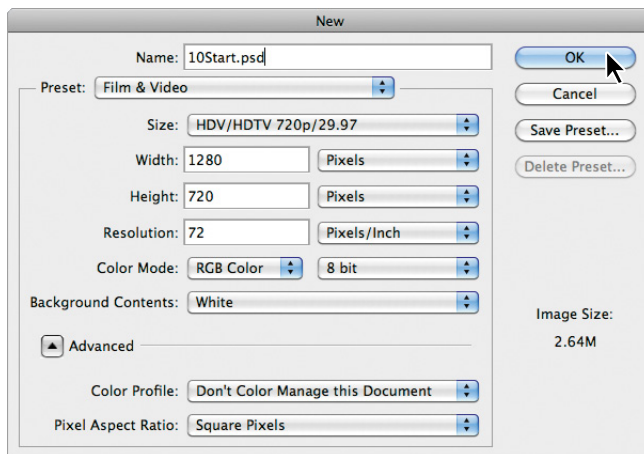 New
Name: 10Start.psd
OK
Preset: Film & Video
Cancel
Size: HDV/HDTV 720p/29.97
Save Preset...
Width: 1280 Pixels
Delete Preset...
Height: 720 Pixels
Resolution: 72 Pixels/Inch
Color Mode: RGB Color 8 bit
Background Contents: White
Image Size:
2.64M
Advanced
Color Profile: Don't Color Manage this Document
Pixel Aspect Ratio: Square Pixels